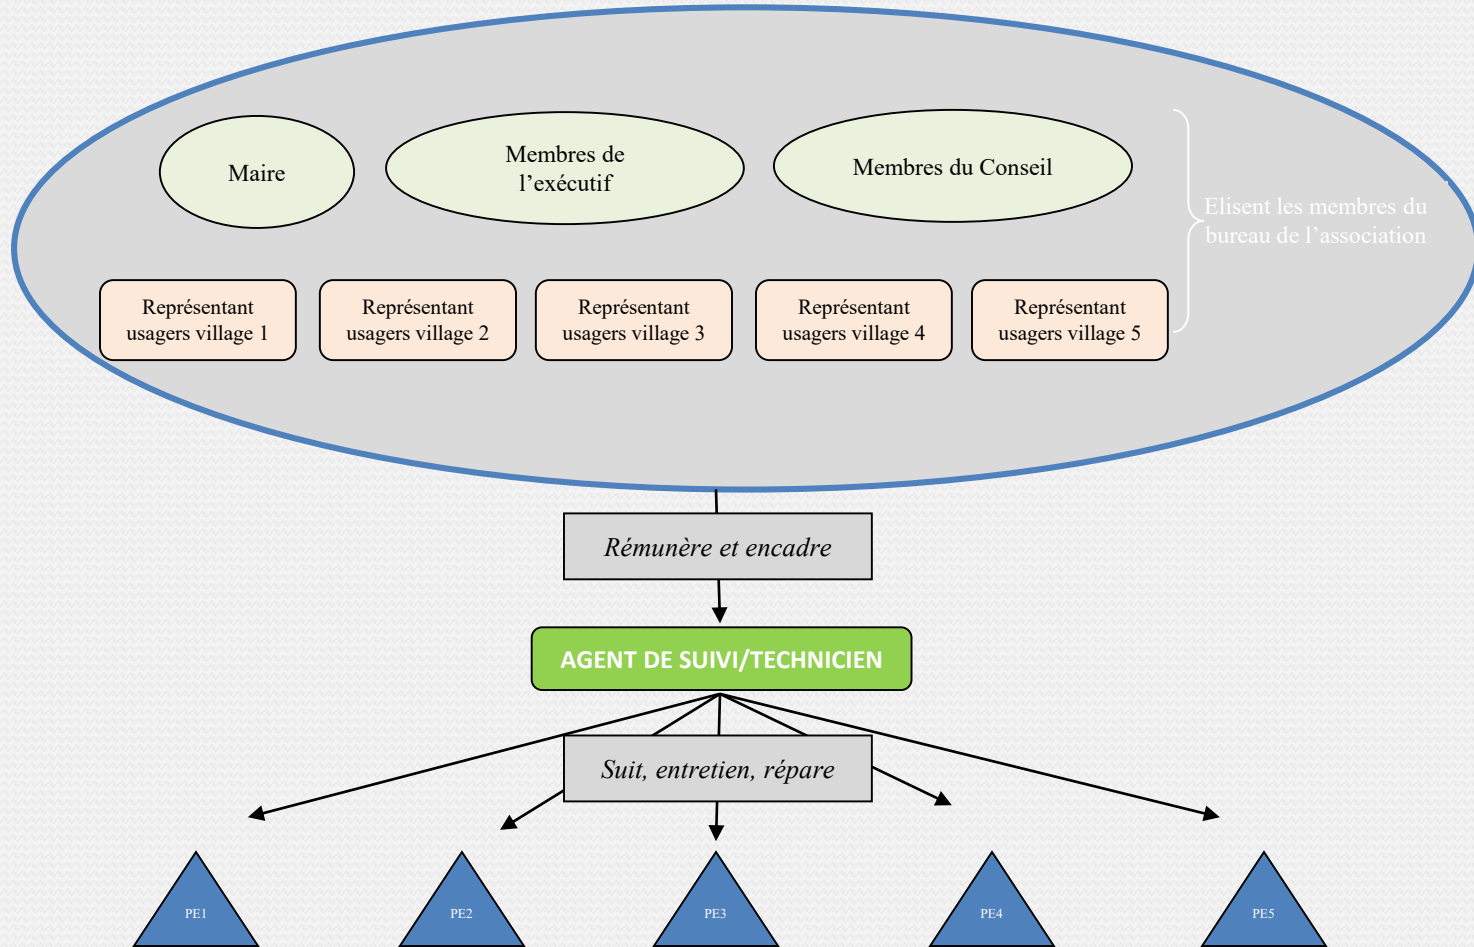 Maire
Membres de
l’exécutif
Membres du Conseil
Elisent les membres du
bureau de l’association
Représentant
usagers village 1
Représentant
usagers village 2
Représentant
usagers village 3
Représentant
usagers village 4
Représentant
usagers village 5
Rémunère et encadre
AGENT DE SUIVI/TECHNICIEN
Suit, entretien, répare
PE1
PE2
PE3
PE4
PE5